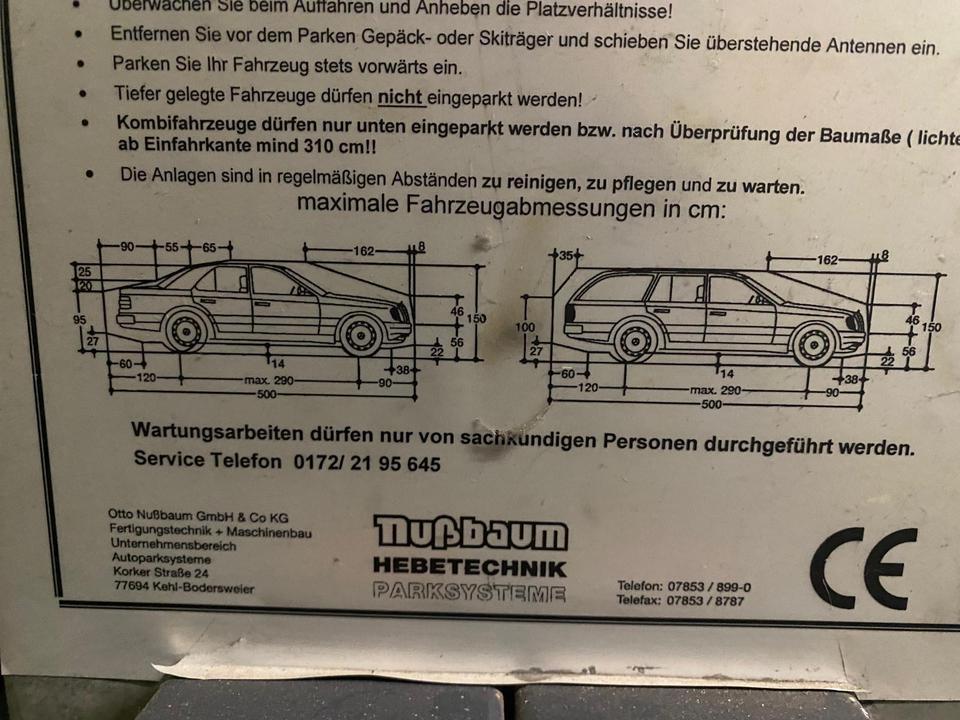 • Überwachen Sie beim Auffahren und Anheben die Platzverhältnisse!
• Entfernen Sie vor dem Parken Gepäck- oder Skiträger und schieben Sie überstehende Antennen ein.
• Parken Sie Ihr Fahrzeug stets vorwärts ein.
• Tiefer gelegte Fahrzeuge dürfen nicht eingeparkt werden!
• Kombifahrzeuge dürfen nur unten eingeparkt werden bzw. nach Überprüfung der Baumaße ( lichte
ab Einfahrkante mind 310 cm!!
• Die Anlagen sind in regelmäßigen Abständen zu reinigen, zu pflegen und zu warten.
maximale Fahrzeugabmessungen in cm:
90 55 65 162 8
25
20
95
27
46
150
56
22
60 14 38
120 max. 290 90
500
35 162 8
100
27
46
150
56
22
60 14 38
120 max. 290 90
500
Wartungsarbeiten dürfen nur von sachkundigen Personen durchgeführt werden.
Service Telefon 0172/ 21 95 645
Otto Nußbaum GmbH & Co KG
Fertigungstechnik + Maschinenbau
Unternehmensbereich
Autoparksysteme
Korker Straße 24
77694 Kehl-Bodersweier
Nußbaum
HEBETECHNIK
PARKSYSTEME
Telefon: 07853 / 899-0
Telefax: 07853 / 8787
CE